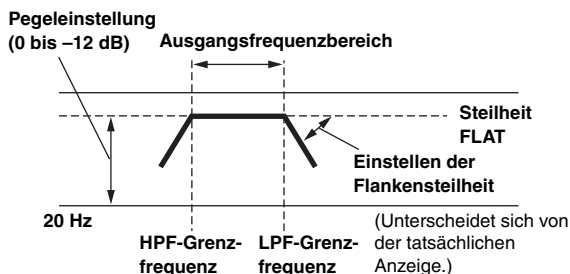 Pegeleinstellung
(0 bis –12 dB)
Ausgangsfrequenzbereich
Steilheit
FLAT
Einstellen der
Flankensteilheit
20 Hz
HPF-Grenz-
frequenz
LPF-Grenz-
frequenz
(Unterscheidet sich von
der tatsächlichen
Anzeige.)